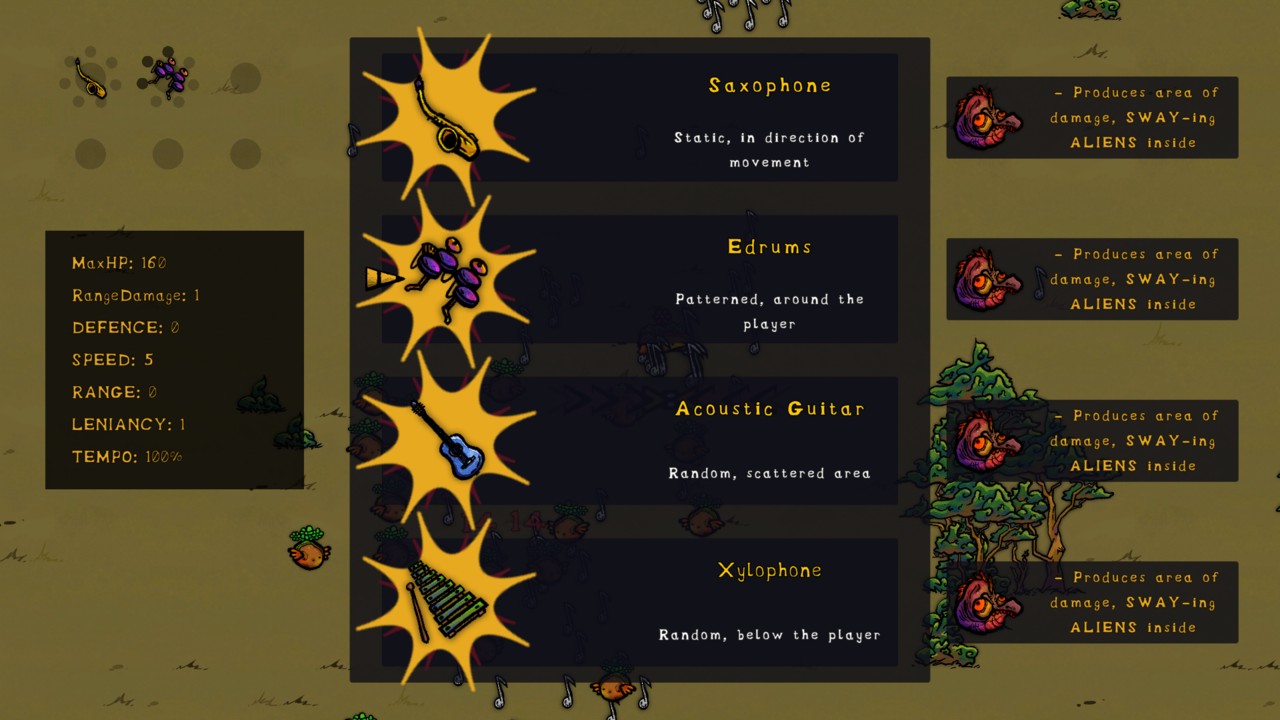 MaxHP: 160
RangeDamage: 1
DEFENCE: 0
SPEED: 5
RANGE: 0
LENIANCY: 1
TEMPO: 100%
Saxophone
Static, in direction of
movement
Edrums
Patterned, around the
player
Acoustic Guitar
Random, scattered area
14
Xylophone
Random, below the player
- Produces area of
damage, SWAY-ing
ALIENS inside
- Produces area of
damage, SWAY-ing
ALIENS inside
- Produces area of
damage, SWAY-ing
ALIENS inside
- Produces area of
damage, SWAY-ing
ALIENS inside